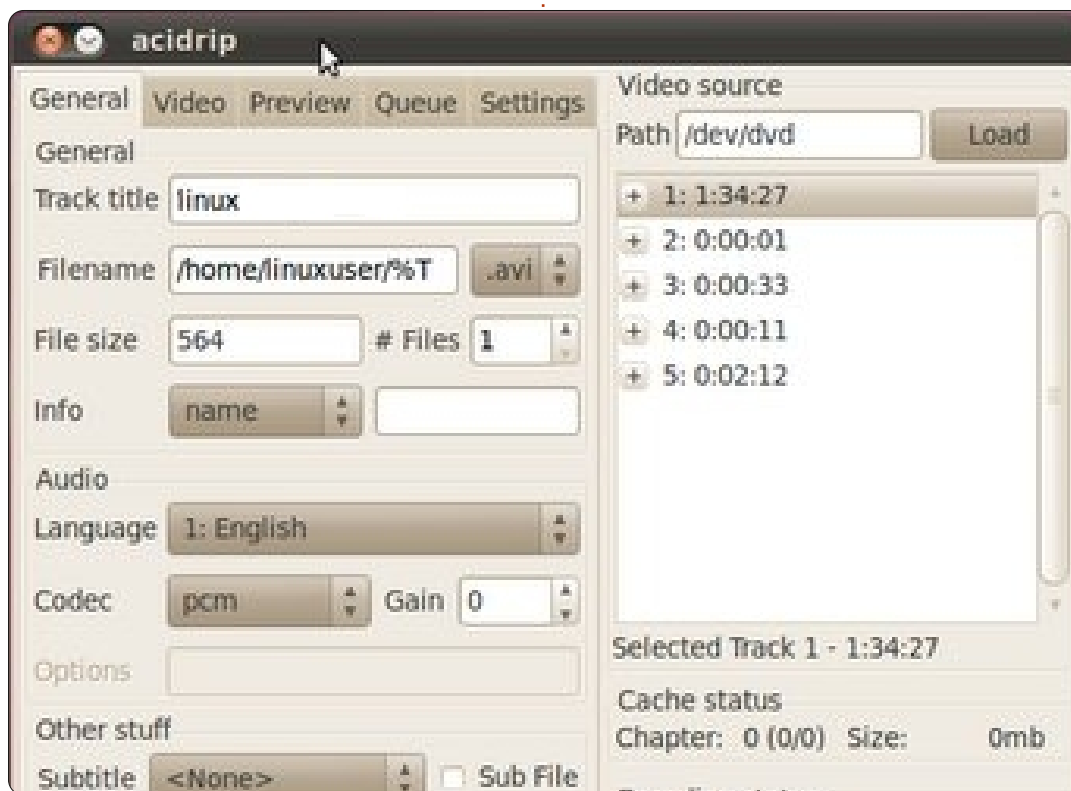 acidrip
General Video Preview Queue Settings
General
Track title linux
Filename /home/linuxuser/%T .avi
File size 564 # Files 1
Info name
Audio
Language 1: English
Codec pcm Gain 0
Options
Other stuff
Subtitle <None> Sub File
Video source
Path /dev/dvd Load
+ 1: 1:34:27
+ 2: 0:00:01
+ 3: 0:00:33
+ 4: 0:00:11
+ 5: 0:02:12
Selected Track 1 - 1:34:27
Cache status
Chapter: 0 (0/0) Size: 0mb